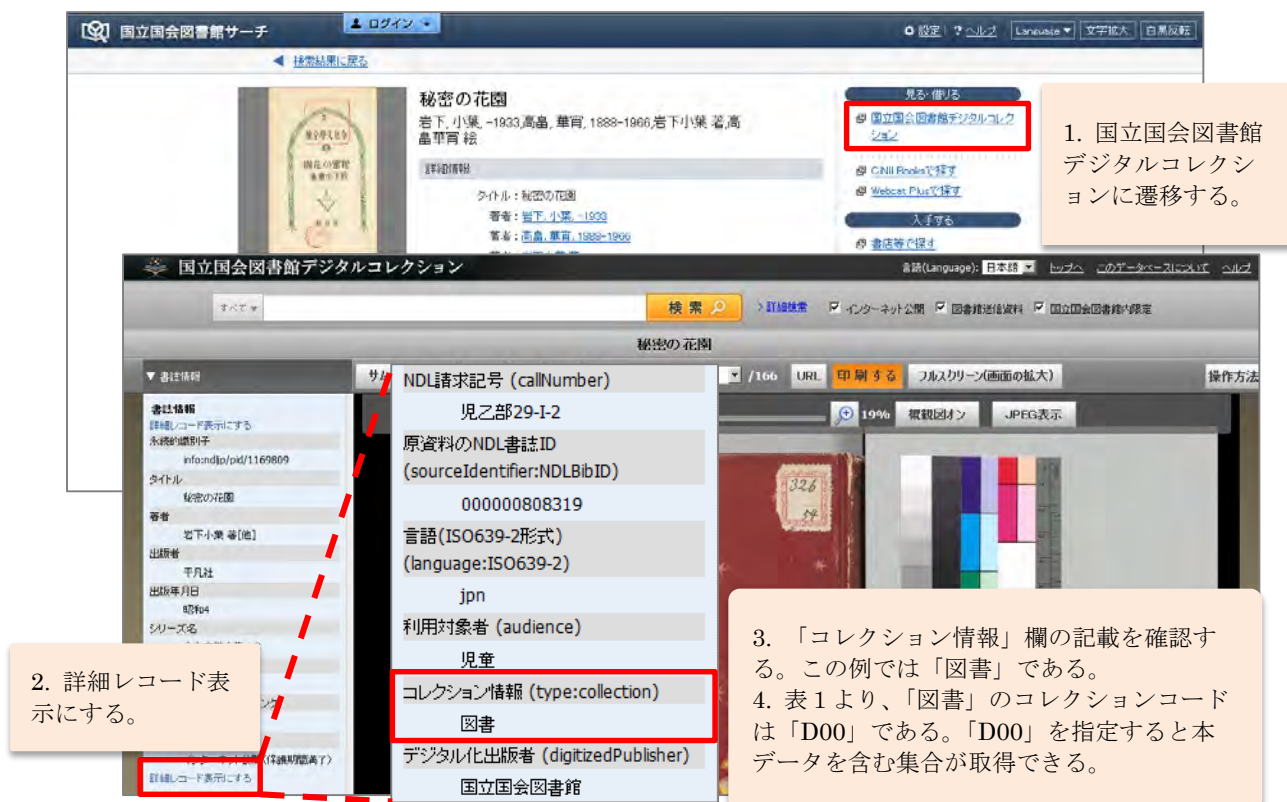 国立国会図書館サーチ
ログイン
設定 ? ヘルプ Language 文字拡大 白黒反転
検索結果に戻る
秘密の花園
岩下, 小葉, -1933,高畠, 華宵, 1888-1966,岩下小葉 著,高
畠華宵 絵
詳細情報
タイトル：秘密の花園
著者：岩下, 小葉, -1933
著者：高畠, 華宵, 1888-1966
見る・借りる
国立国会図書館デジタルコレク
ション
CiNii Booksで探す
Webcat Plusで探す
入手する
書店等で探す
1. 国立国会図書館
デジタルコレクシ
ョンに遷移する。
国立国会図書館デジタルコレクション
言語(Language): 日本語 トップへ このデータベースについて ヘルプ
すべて
検索
詳細検索 インターネット公開 図書館送信資料 国立国会図書館内限定
秘密の花園
書誌情報
サム
/166 URL 印刷する フルスクリーン(画面の拡大) 操作方法
19% 概観図オン JPEG表示
書誌情報
詳細レコード表示にする
永続的識別子
info:ndljp/pid/1169809
タイトル
秘密の花園
著者
岩下小葉 著[他]
出版者
平凡社
出版年月日
昭和4
シリーズ名
詳細レコード表示にする
NDL請求記号 (callNumber)
児乙部29-I-2
原資料のNDL書誌ID
(sourceIdentifier:NDLBibID)
000000808319
言語(ISO639-2形式)
(language:ISO639-2)
jpn
利用対象者 (audience)
児童
コレクション情報 (type:collection)
図書
デジタル化出版者 (digitizedPublisher)
国立国会図書館
326
54
2. 詳細レコード表
示にする。
3. 「コレクション情報」欄の記載を確認す
る。この例では「図書」である。
4. 表１より、「図書」のコレクションコード
は「D00」である。「D00」を指定すると本
データを含む集合が取得できる。